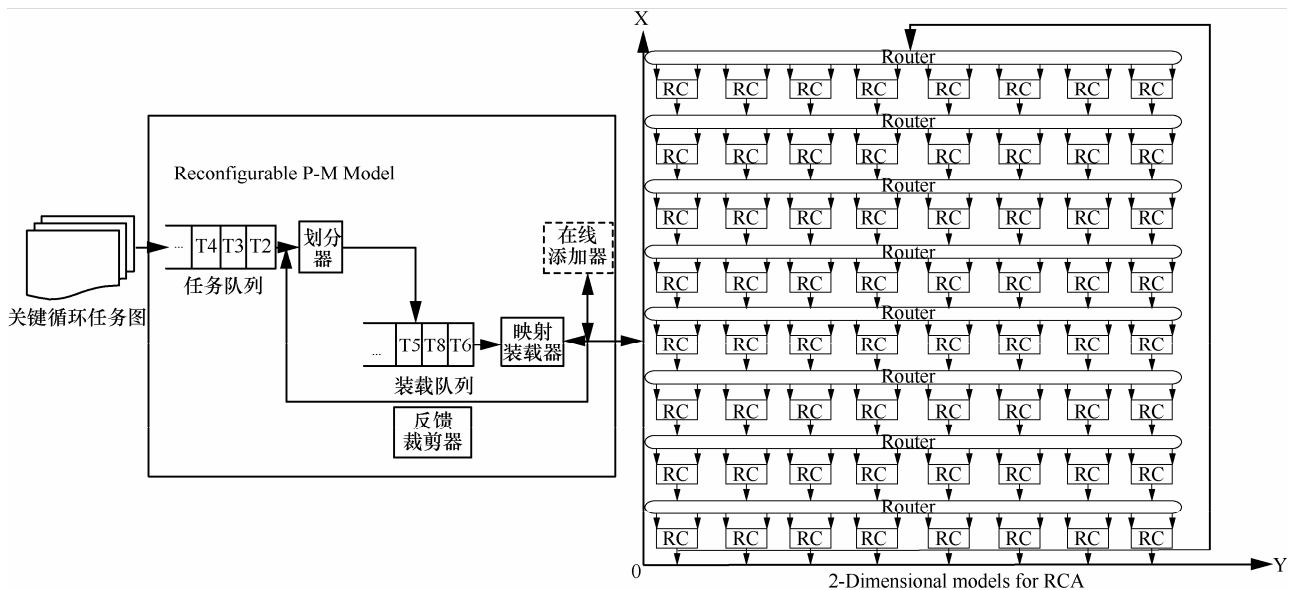 X
Router
RC RC RC RC RC RC RC RC
Router
RC RC RC RC RC RC RC RC
Router
RC RC RC RC RC RC RC RC
Router
RC RC RC RC RC RC RC RC
Router
RC RC RC RC RC RC RC RC
Router
RC RC RC RC RC RC RC RC
Router
RC RC RC RC RC RC RC RC
Router
RC RC RC RC RC RC RC RC
0
Y
2-Dimensional models for RCA
Reconfigurable P-M Model
关键循环任务图
... T4 T3 T2
任务队列
划分
器
在线
添加器
... T5 T8 T6
装载队列
映射
装载器
反馈
裁剪器